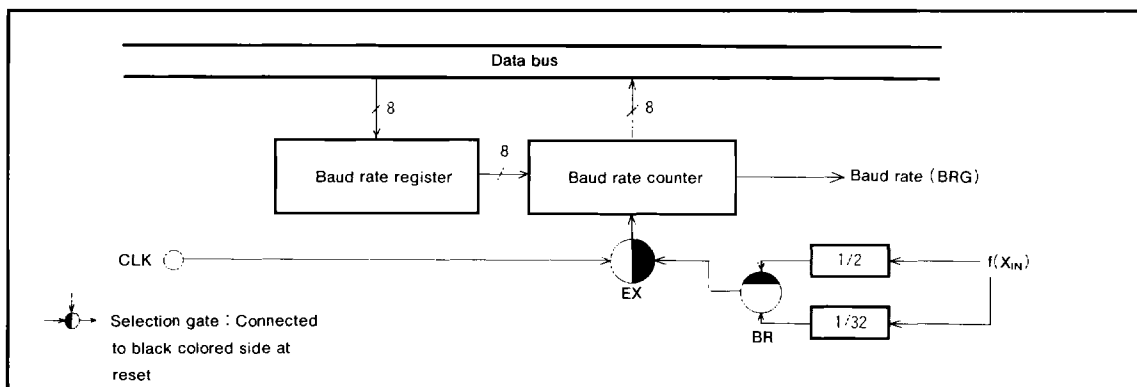 Data bus
8
8
Baud rate register
8
Baud rate counter
Baud rate (BRG)
CLK
EX
1/2
f(XIN)
BR
1/32
Selection gate : Connected
to black colored side at
reset